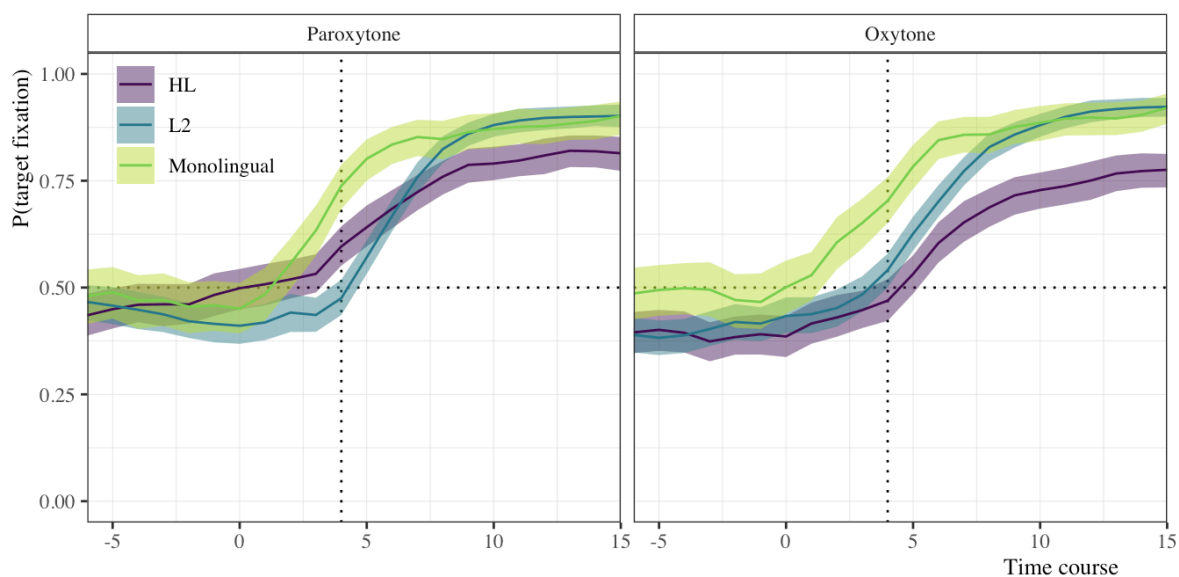 Paroxytone
Oxytone
P(target fixation)
1.00
0.75
0.50
0.25
0.00
HL
L2
Monolingual
-5
0
5
10
15
-5
0
5
10
15
Time course